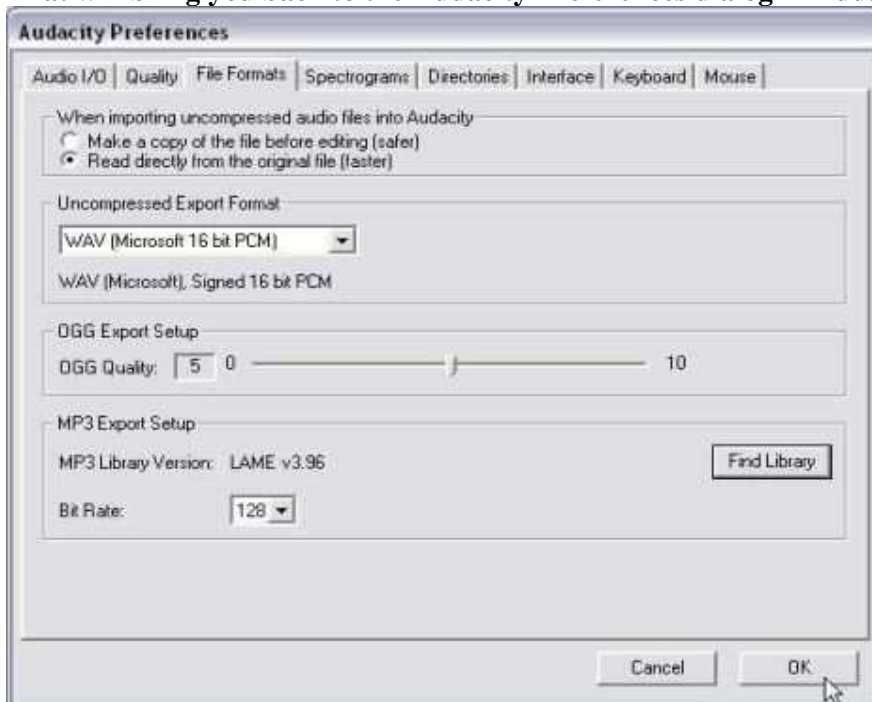 Audacity Preferences
Audio I/O Quality File Formats Spectrograms Directories Interface Keyboard Mouse
When importing uncompressed audio files into Audacity
Make a copy of the file before editing (safer)
Read directly from the original file (faster)
Uncompressed Export Format
WAV (Microsoft 16 bit PCM)
WAV (Microsoft), Signed 16 bit PCM
OGG Export Setup
OGG Quality: 5 0 10
MP3 Export Setup
MP3 Library Version: LAME v3.96 Find Library
Bit Rate: 128
Cancel OK